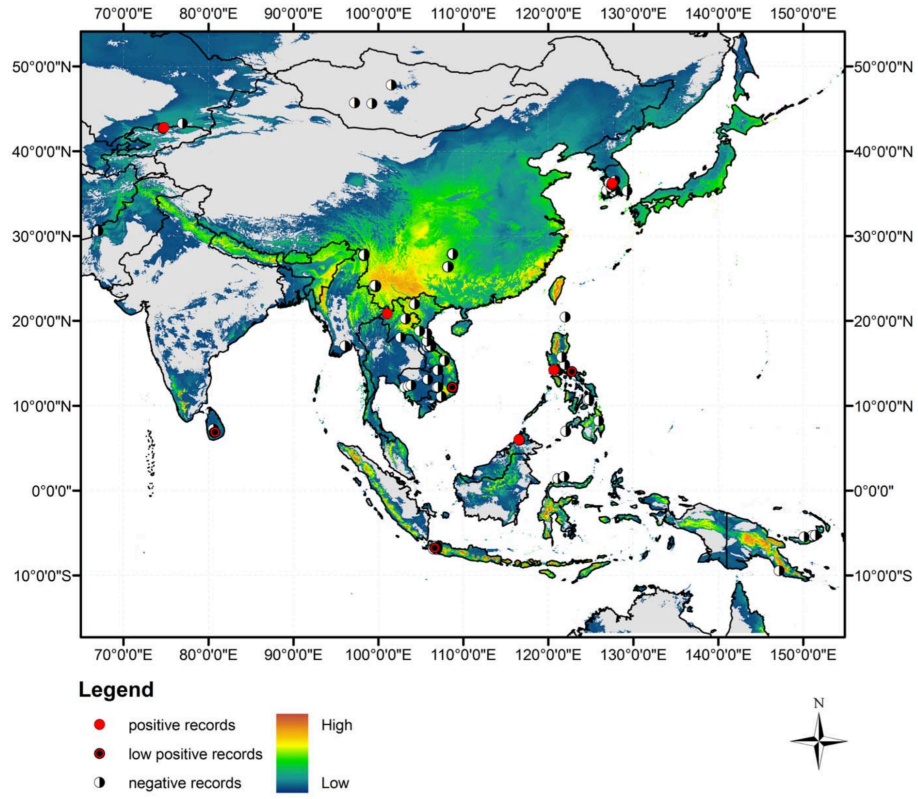 70°0'0"E 80°0'0"E 90°0'0"E 100°0'0"E 110°0'0"E 120°0'0"E 130°0'0"E 140°0'0"E 150°0'0"E
50°0'0"N 50°0'0"N
40°0'0"N 40°0'0"N
30°0'0"N 30°0'0"N
20°0'0"N 20°0'0"N
10°0'0"N 10°0'0"N
0°0'0" 0°0'0"
10°0'0"S 10°0'0"S
70°0'0"E 80°0'0"E 90°0'0"E 100°0'0"E 110°0'0"E 120°0'0"E 130°0'0"E 140°0'0"E 150°0'0"E
Legend
positive records High
low positive records
negative records Low
N